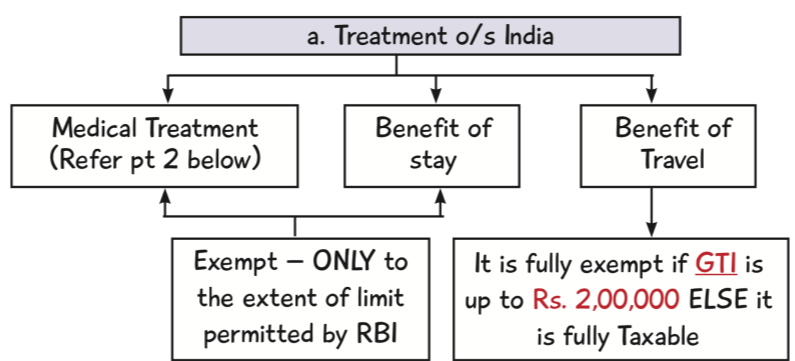 a. Treatment o/s India
Medical Treatment
(Refer pt 2 below)
Benefit of
stay
Benefit of
Travel
Exempt – ONLY to
the extent of limit
permitted by RBI
It is fully exempt if GTI is
up to Rs. 2,00,000 ELSE it
is fully Taxable